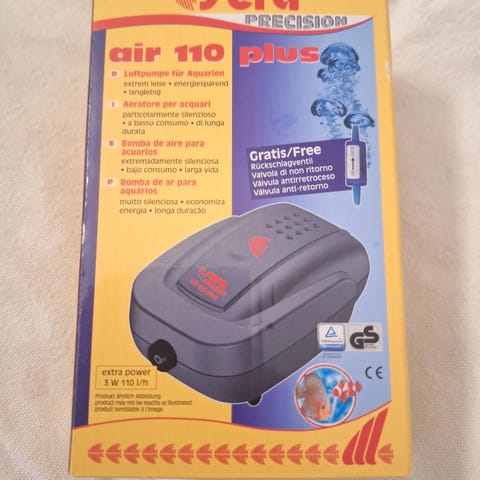 sera
PRECISION
air 110 plus
D Luftpumpe für Aquarien
extrem leise • energiesparend
• langlebig
I Aeratore per acquari
particolarmente silenzioso
• a basso consumo • di lunga
durata
E Bomba de aire para
acuarios
extremadamente silenciosa
• bajo consumo • larga vida
P Bomba de ar para
aquários
muito silenciosa • economiza
energia • longa duração
Gratis/Free
Rückschlagventil
Valvola di non ritorno
Válvula antirretroceso
Válvula anti-retorno
extra power
3 W 110 l/h
Produkt ähnlich Abbildung
product may not be exactly as illustrated
produit semblable à l'image
GS
CE